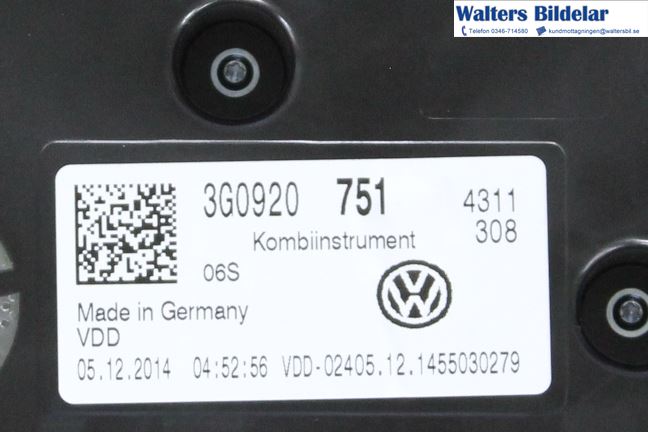 Walters Bildelar
Telefon 0346-714580 kundmottagningen@waltersbil.se
3G0920 751 4311
Kombiinstrument 308
06S
Made in Germany
VDD
05.12.2014 04:52:56 VDD-02405.12.1455030279